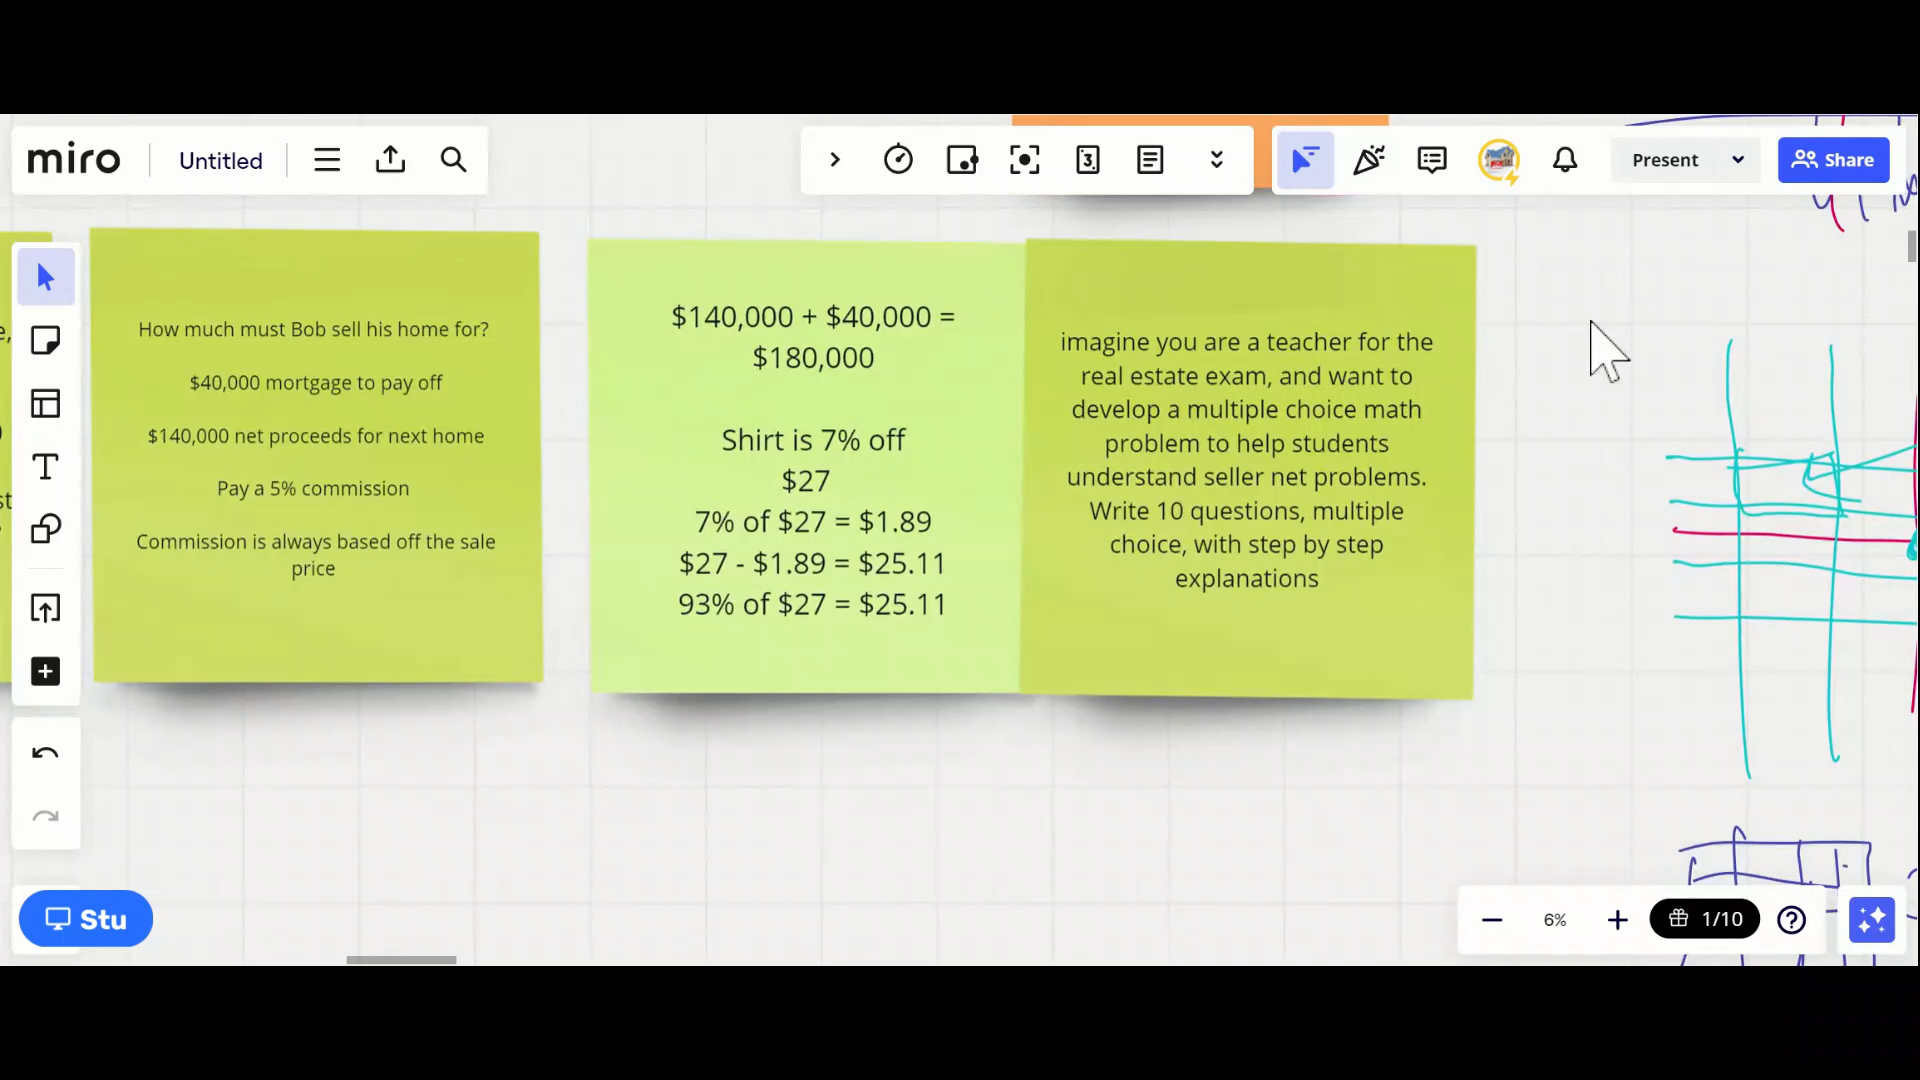 miro
Untitled
3
Present
Share
How much must Bob sell his home for?
$40,000 mortgage to pay off
$140,000 net proceeds for next home
Pay a 5% commission
Commission is always based off the sale
price
$140,000 + $40,000 =
$180,000
Shirt is 7% off
$27
7% of $27 = $1.89
$27 - $1.89 = $25.11
93% of $27 = $25.11
imagine you are a teacher for the
real estate exam, and want to
develop a multiple choice math
problem to help students
understand seller net problems.
Write 10 questions, multiple
choice, with step by step
explanations
Stu
6%
1/10